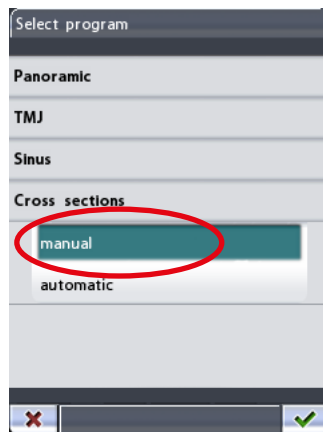 Select program
Panoramic
TMJ
Sinus
Cross sections
manual
automatic